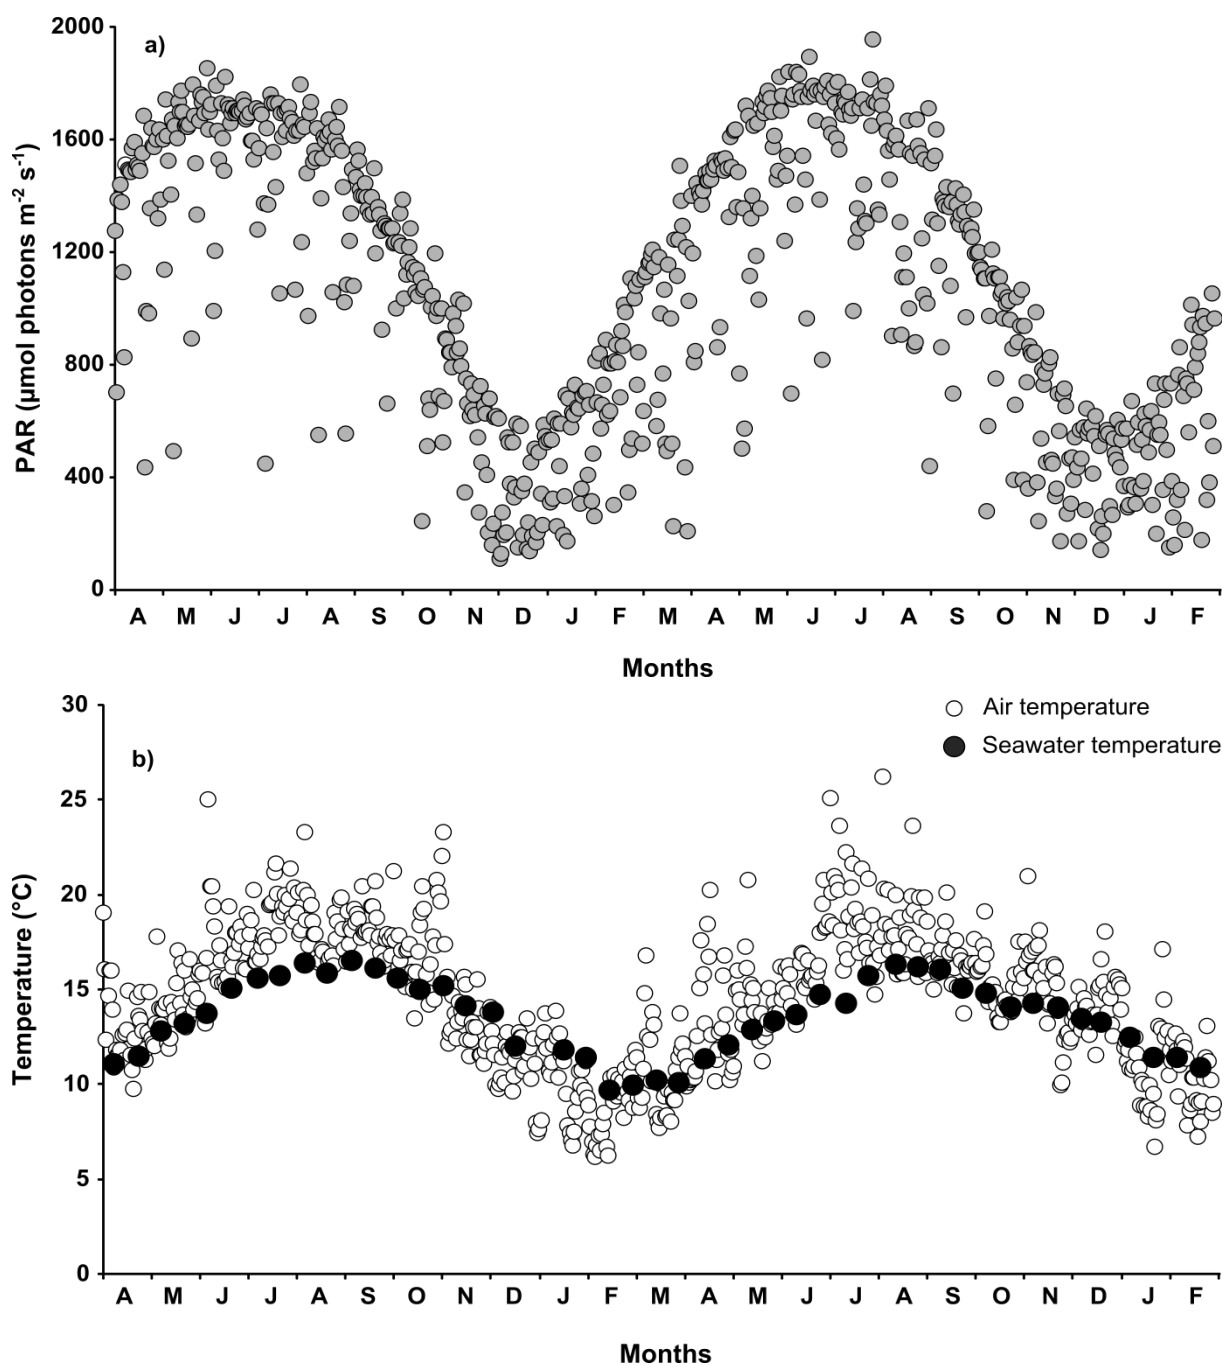 a)
2000
1600
1200
800
400
0
PAR (µmol photons m⁻² s⁻¹)
A M J J A S O N D J F M A M J J A S O N D J F
Months
b)
Air temperature
Seawater temperature
30
25
20
15
10
5
0
Temperature (°C)
A M J J A S O N D J F M A M J J A S O N D J F
Months